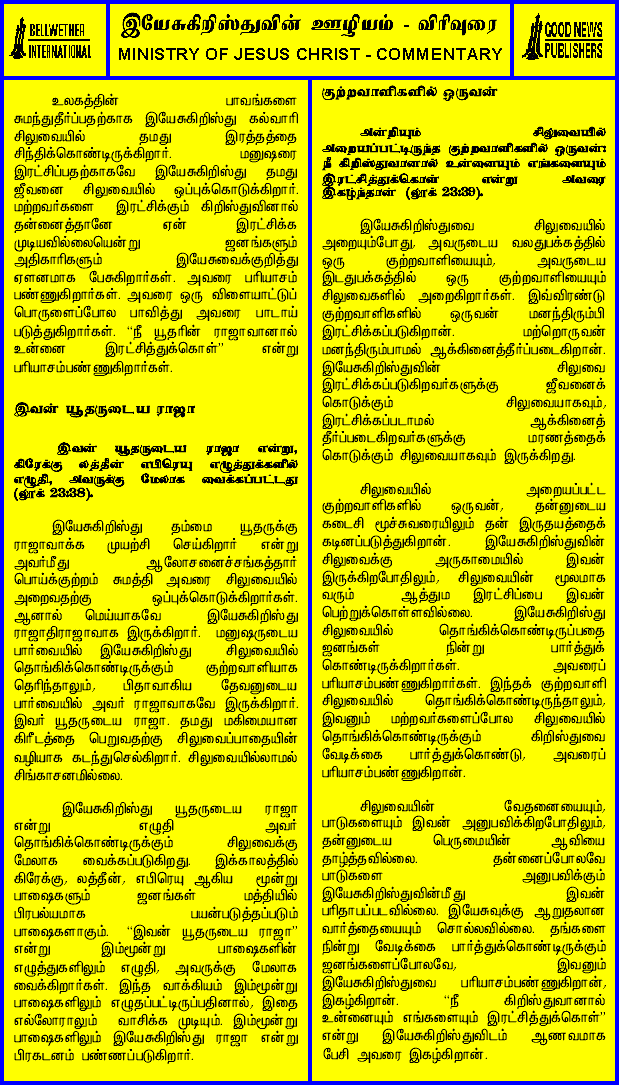 BELLWETHER
INTERNATIONAL
இயேசுகிறிஸ்துவின் ஊழியம் - விரிவுரை
MINISTRY OF JESUS CHRIST - COMMENTARY
GOOD NEWS
PUBLISHERS
உலகத்தின் பாவங்களை
சுமந்துதீர்ப்பதற்காக இயேசுகிறிஸ்து கல்வாரி
சிலுவையில் தமது இரத்தத்தை
சிந்திக்கொண்டிருக்கிறார். மனுஷரை
இரட்சிப்பதற்காகவே இயேசுகிறிஸ்து தமது
ஜீவனை சிலுவையில் ஒப்புக்கொடுக்கிறார்.
மற்றவர்களை இரட்சிக்கும் கிறிஸ்துவினால்
தன்னைத்தானே ஏன் இரட்சிக்க
முடியவில்லையென்று ஜனங்களும்
அதிகாரிகளும் இயேசுவைக்குறித்து
ஏளனமாக பேசுகிறார்கள். அவரை பரியாசம்
பண்ணுகிறார்கள். அவரை ஒரு விளையாட்டுப்
பொருளைப்போல பாவித்து அவரை பாடாய்
படுத்துகிறார்கள். “நீ யூதரின் ராஜாவானால்
உன்னை இரட்சித்துக்கொள்” என்று
பரியாசம்பண்ணுகிறார்கள்.
இவன் யூதருடைய ராஜா
இவன் யூதருடைய ராஜா என்று,
கிரேக்கு லத்தீன் எபிரெயு எழுத்துக்களில்
எழுதி, அவருக்கு மேலாக வைக்கப்பட்டது
(லூக் 23:38).
இயேசுகிறிஸ்து தம்மை யூதருக்கு
ராஜாவாக்க முயற்சி செய்கிறார் என்று
அவர்மீது ஆலோசனைச்சங்கத்தார்
பொய்க்குற்றம் சுமத்தி அவரை சிலுவையில்
அறைவதற்கு ஒப்புக்கொடுக்கிறார்கள்.
ஆனால் மெய்யாகவே இயேசுகிறிஸ்து
ராஜாதிராஜாவாக இருக்கிறார். மனுஷருடைய
பார்வையில் இயேசுகிறிஸ்து சிலுவையில்
தொங்கிக்கொண்டிருக்கும் குற்றவாளியாக
தெரிந்தாலும், பிதாவாகிய தேவனுடைய
பார்வையில் அவர் ராஜாவாகவே இருக்கிறார்.
இவர் யூதருடைய ராஜா. தமது மகிமையான
கிரீடத்தை பெறுவதற்கு சிலுவைப்பாதையின்
வழியாக கடந்துசெல்கிறார். சிலுவையில்லாமல்
சிங்காசனமில்லை.
இயேசுகிறிஸ்து யூதருடைய ராஜா
என்று எழுதி அவர்
தொங்கிக்கொண்டிருக்கும் சிலுவைக்கு
மேலாக வைக்கப்படுகிறது. இக்காலத்தில்
கிரேக்கு, லத்தீன், எபிரெயு ஆகிய மூன்று
பாஷைகளும் ஜனங்கள் மத்தியில்
பிரபல்யமாக பயன்படுத்தப்படும்
பாஷைகளாகும். “இவன் யூதருடைய ராஜா”
என்று இம்மூன்று பாஷைகளின்
எழுத்துகளிலும் எழுதி, அவருக்கு மேலாக
வைக்கிறார்கள். இந்த வாக்கியம் இம்மூன்று
பாஷைகளிலும் எழுதப்பட்டிருப்பதினால், இதை
எல்லோராலும் வாசிக்க முடியும். இம்மூன்று
பாஷைகளிலும் இயேசுகிறிஸ்து ராஜா என்று
பிரகடனம் பண்ணப்படுகிறார்.
குற்றவாளிகளில் ஒருவன்
அன்றியும் சிலுவையில்
அறையப்பட்டிருந்த குற்றவாளிகளில் ஒருவன்:
நீ கிறிஸ்துவானால் உன்னையும் எங்களையும்
இரட்சித்துக்கொள் என்று அவரை
இகழ்ந்தான் (லூக் 23:39).
இயேசுகிறிஸ்துவை சிலுவையில்
அறையும்போது, அவருடைய வலதுபக்கத்தில்
ஒரு குற்றவாளியையும், அவருடைய
இடதுபக்கத்தில் ஒரு குற்றவாளியையும்
சிலுவைகளில் அறைகிறார்கள். இவ்விரண்டு
குற்றவாளிகளில் ஒருவன் மனந்திரும்பி
இரட்சிக்கப்படுகிறான். மற்றொருவன்
மனந்திரும்பாமல் ஆக்கினைத்தீர்ப்படைகிறான்.
இயேசுகிறிஸ்துவின் சிலுவை
இரட்சிக்கப்படுகிறவர்களுக்கு ஜீவனைக்
கொடுக்கும் சிலுவையாகவும்,
இரட்சிக்கப்படாமல் ஆக்கினைத்
தீர்ப்படைகிறவர்களுக்கு மரணத்தைக்
கொடுக்கும் சிலுவையாகவும் இருக்கிறது.
சிலுவையில் அறையப்பட்ட
குற்றவாளிகளில் ஒருவன், தன்னுடைய
கடைசி மூச்சுவரையிலும் தன் இருதயத்தைக்
கடினப்படுத்துகிறான். இயேசுகிறிஸ்துவின்
சிலுவைக்கு அருகாமையில் இவன்
இருக்கிறபோதிலும், சிலுவையின் மூலமாக
வரும் ஆத்தும இரட்சிப்பை இவன்
பெற்றுக்கொள்ளவில்லை. இயேசுகிறிஸ்து
சிலுவையில் தொங்கிக்கொண்டிருப்பதை
ஜனங்கள் நின்று பார்த்துக்
கொண்டிருக்கிறார்கள். அவரைப்
பரியாசம்பண்ணுகிறார்கள். இந்தக் குற்றவாளி
சிலுவையில் தொங்கிக்கொண்டிருந்தாலும்,
இவனும் மற்றவர்களைப்போல சிலுவையில்
தொங்கிக்கொண்டிருக்கும் கிறிஸ்துவை
வேடிக்கை பார்த்துக்கொண்டு, அவரைப்
பரியாசம்பண்ணுகிறான்.
சிலுவையின் வேதனையையும்,
பாடுகளையும் இவன் அனுபவிக்கிறபோதிலும்,
தன்னுடைய பெருமையின் ஆவியை
தாழ்த்தவில்லை. தன்னைப்போலவே
பாடுகளை அனுபவிக்கும்
இயேசுகிறிஸ்துவின்மீது இவன்
பரிதாபப்படவில்லை. இயேசுவுக்கு ஆறுதலான
வார்த்தையையும் சொல்லவில்லை. தங்களை
நின்று வேடிக்கை பார்த்துக்கொண்டிருக்கும்
ஜனங்களைப்போலவே, இவனும்
இயேசுகிறிஸ்துவை பரியாசம்பண்ணுகிறான்,
இகழ்கிறான். “நீ கிறிஸ்துவானால்
உன்னையும் எங்களையும் இரட்சித்துக்கொள்”
என்று இயேசுகிறிஸ்துவிடம் ஆணவமாக
பேசி அவரை இகழ்கிறான்.